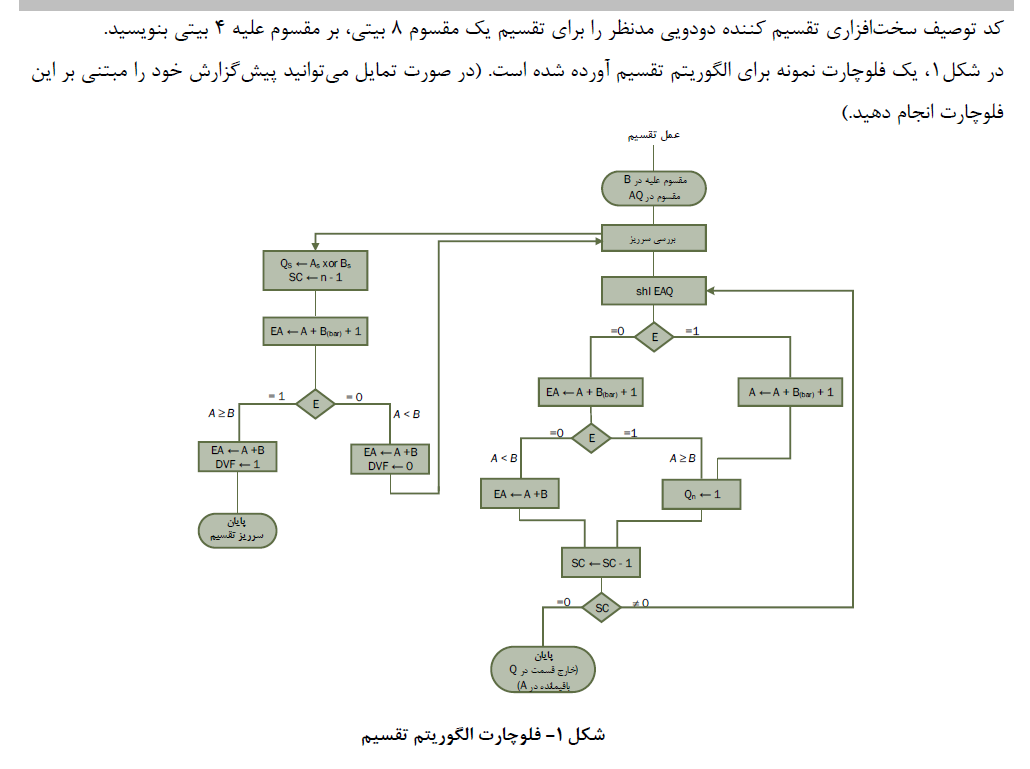 کد توصیف سخت‌افزاری تقسیم کننده دودویی مدنظر را برای تقسیم یک مقسوم ۸ بیتی، بر مقسوم علیه ۴ بیتی بنویسید.
در شکل۱، یک فلوچارت نمونه برای الگوریتم تقسیم آورده شده است. (در صورت تمایل می‌توانید پیش‌گزارش خود را مبتنی بر این
فلوچارت انجام دهید.)
عمل تقسیم
مقسوم علیه در B
مقسوم در AQ
بررسی سرریز
Qs ← As xor Bs
SC ← n - 1
EA ← A + B(bar) + 1
E
= 1
= 0
A ≥ B
A < B
EA ← A +B
DVF ← 1
EA ← A +B
DVF ← 0
پایان
سرریز تقسیم
shl EAQ
E
=0
=1
EA ← A + B(bar) + 1
A ← A + B(bar) + 1
E
=0
=1
A < B
A ≥ B
EA ← A +B
Qn ← 1
SC ← SC - 1
SC
=0
≠ 0
پایان
(خارج قسمت در Q
باقیمانده در A)
شکل ۱- فلوچارت الگوریتم تقسیم